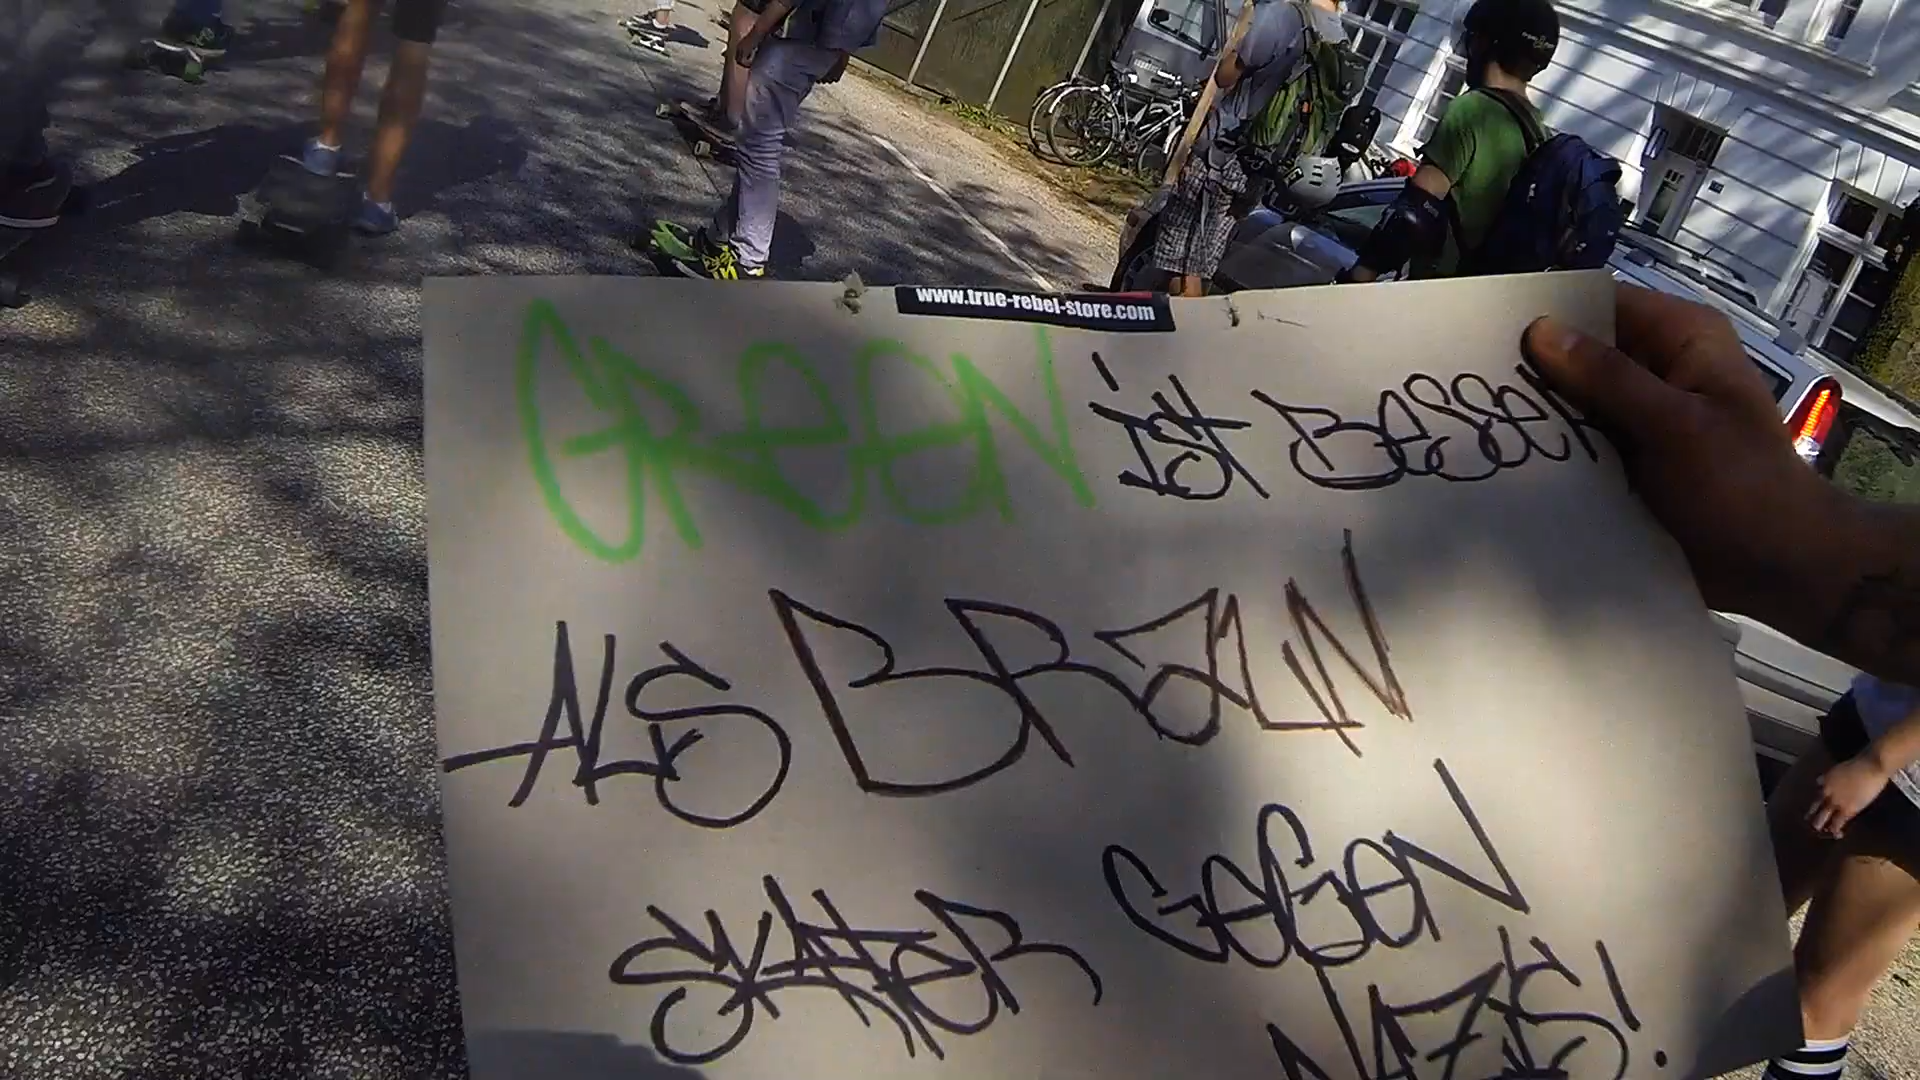 www.true-rebel-store.com
GREEN ist Besser
ALS BRAUN
SKATER GEGEN
NAZIS!